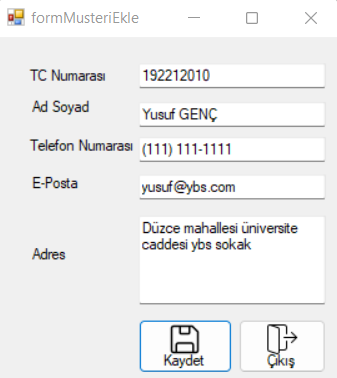 formMusteriEkle
TC Numarası 192212010
Ad Soyad Yusuf GENÇ
Telefon Numarası (111) 111-1111
E-Posta yusuf@ybs.com
Adres Düzce mahallesi üniversite
caddesi ybs sokak
Kaydet Çıkış